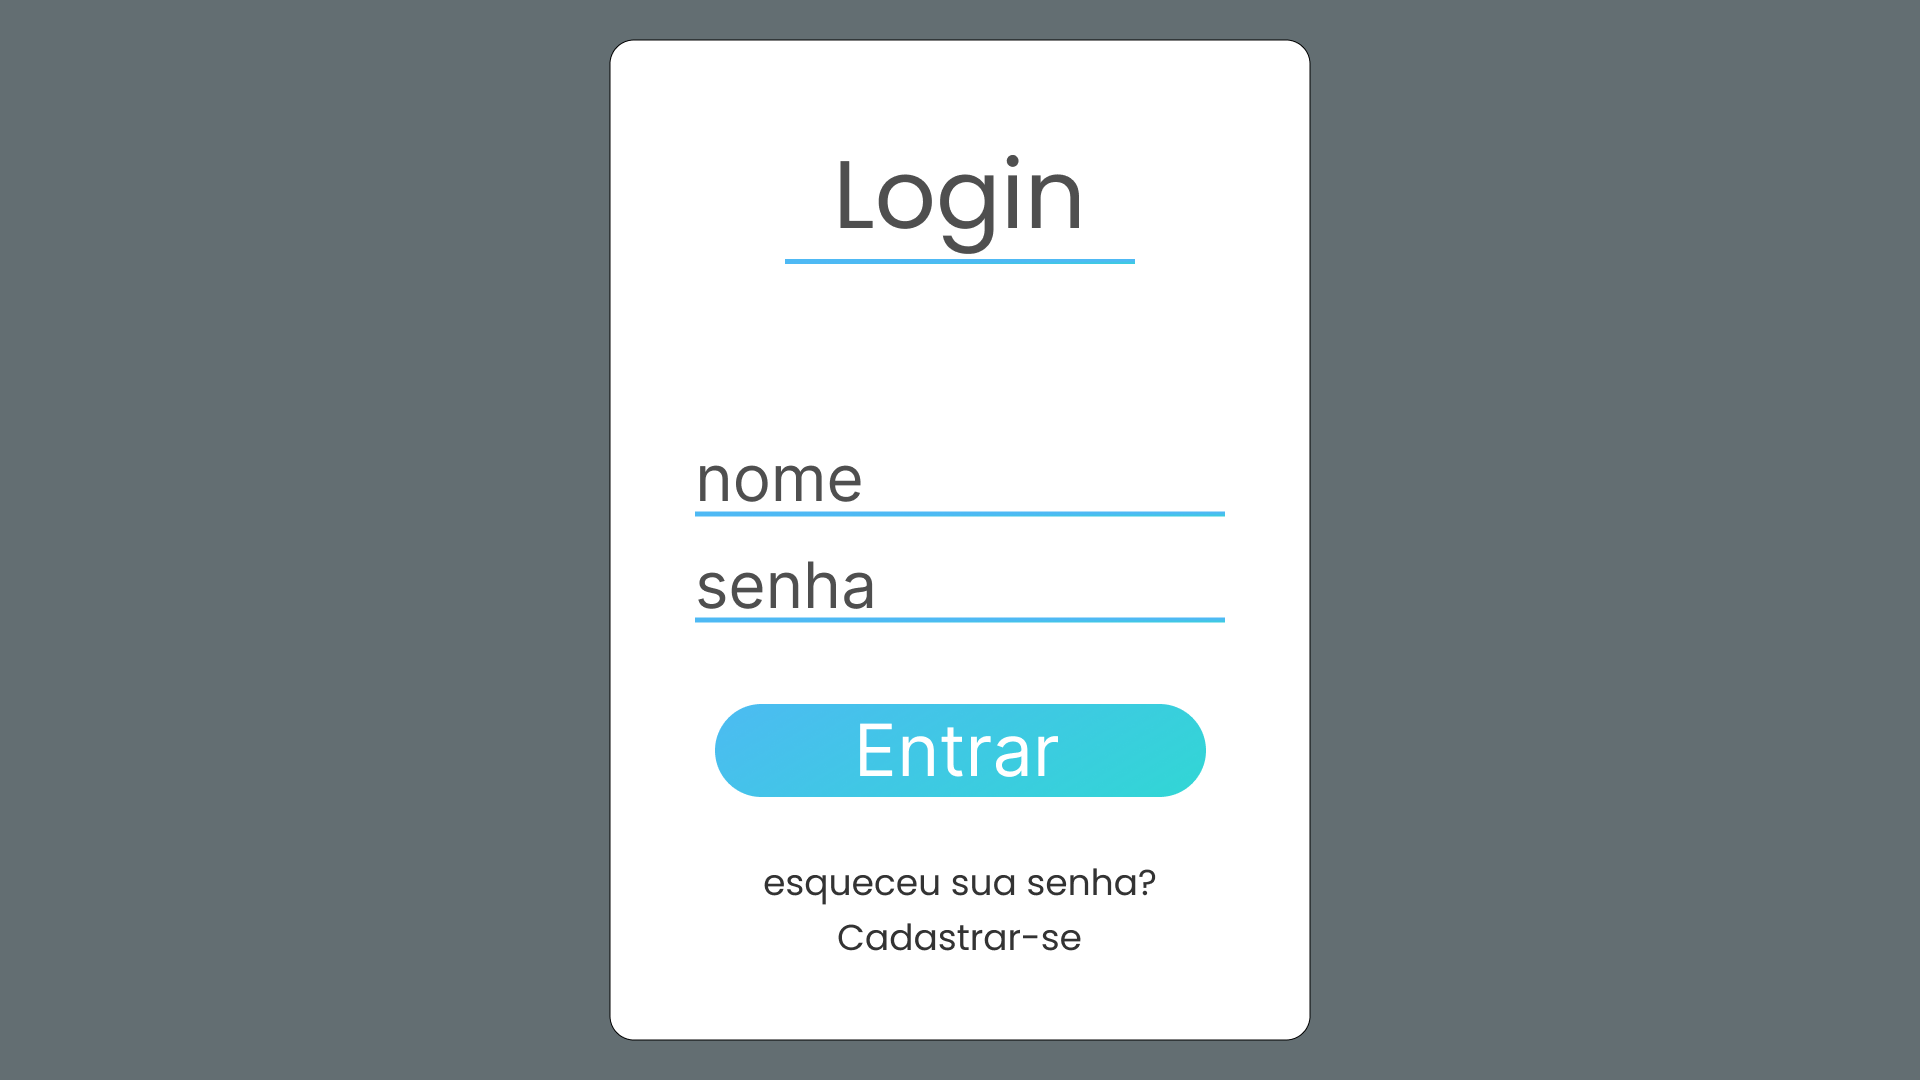 Login
nome
senha
Entrar
esqueceu sua senha?
Cadastrar-se